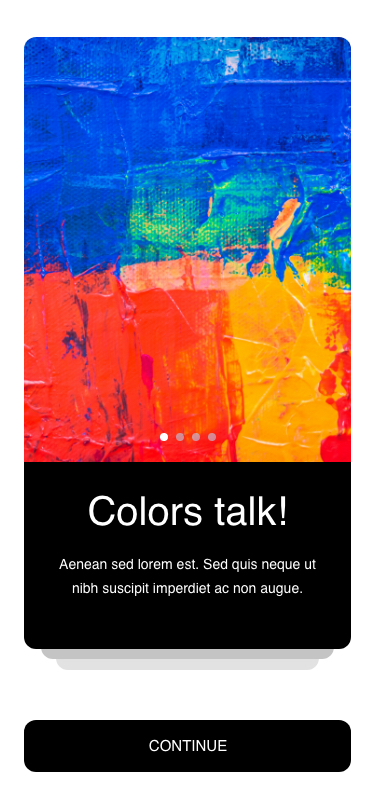 Colors talk!
Aenean sed lorem est. Sed quis neque ut
nibh suscipit imperdiet ac non augue.
CONTINUE